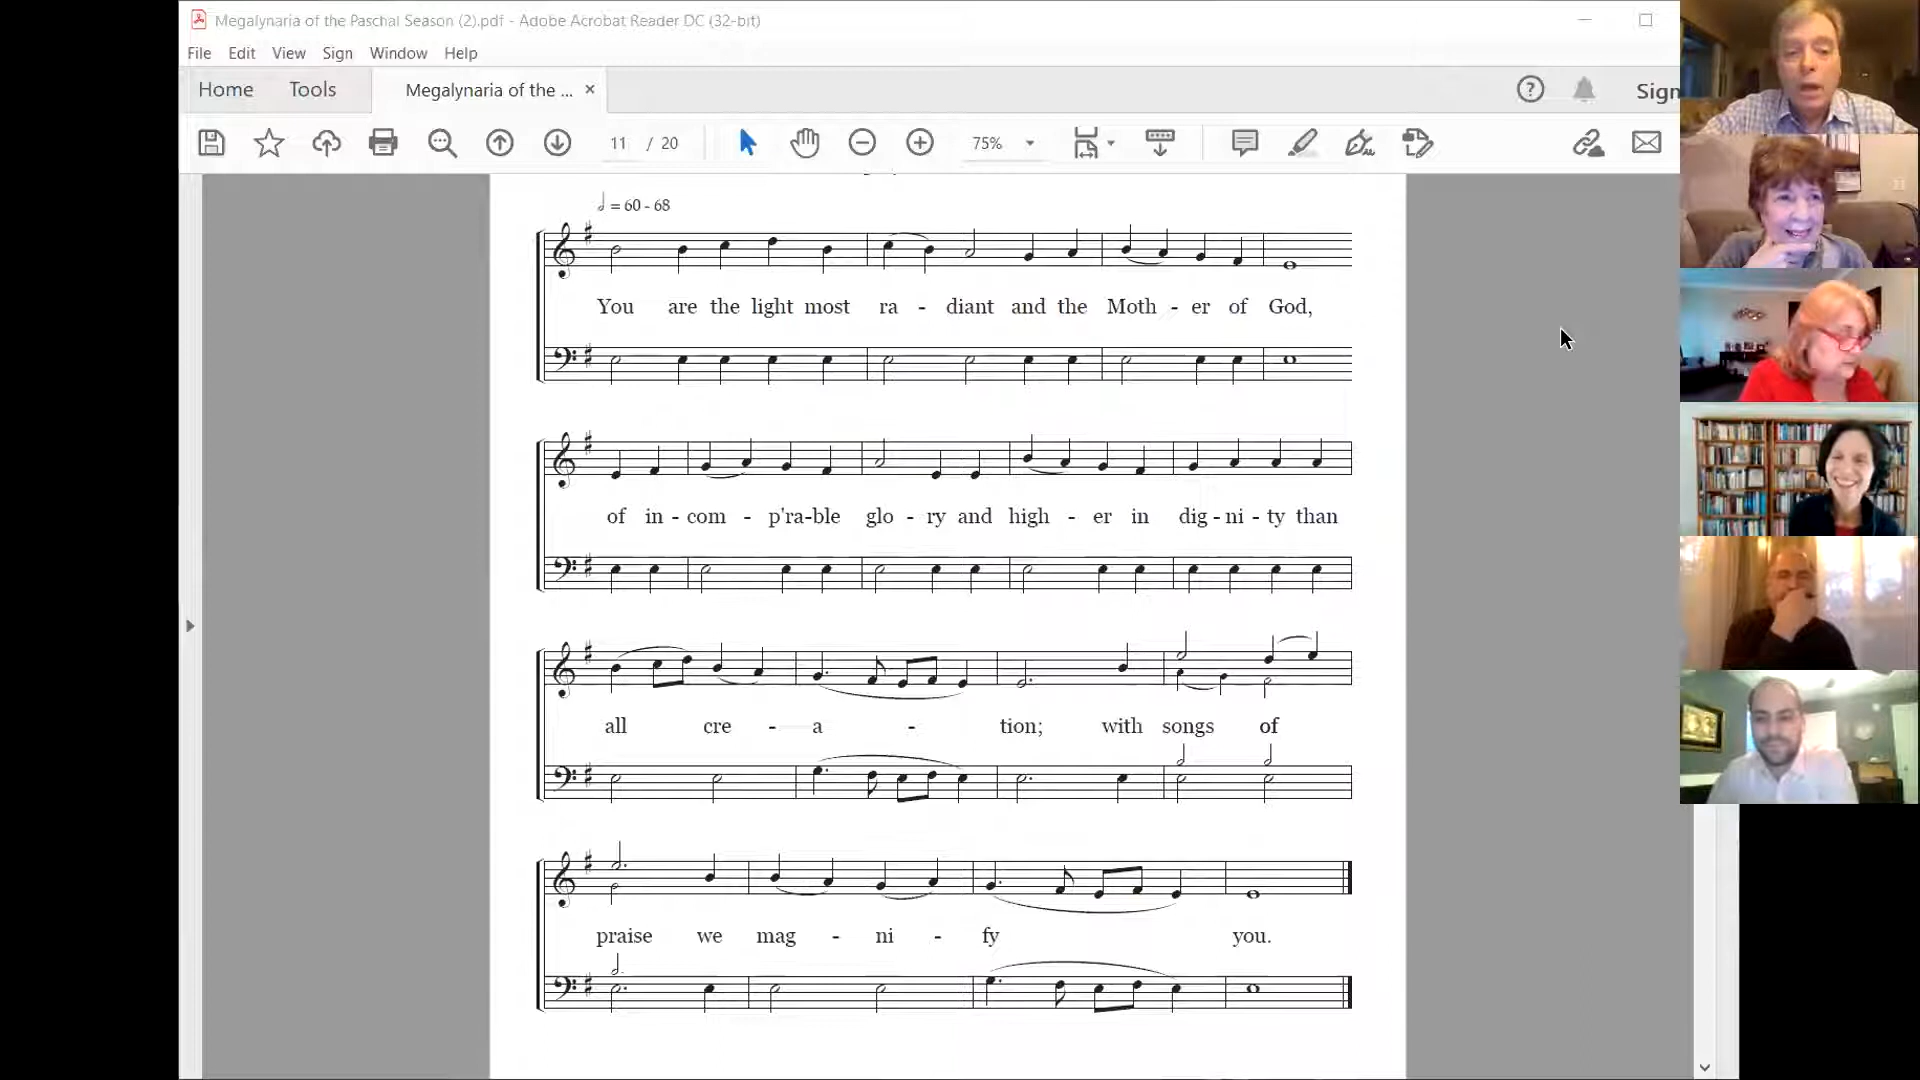 Megalynaria of the Paschal Season (2).pdf - Adobe Acrobat Reader DC (32-bit)
File Edit View Sign Window Help
Home Tools Megalynaria of the ... × Sign
11 / 20 75%
= 60 - 68
You are the light most ra - diant and the Moth - er of God,
of in - com - p'ra-ble glo - ry and high - er in dig - ni - ty than
all cre - a - tion; with songs of
praise we mag - ni - fy you.